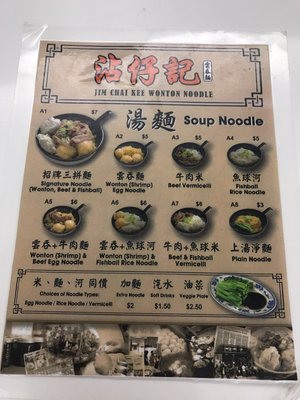 沾仔記 雲吞麵
JIM CHAI KEE WONTON NOODLE
湯麵 Soup Noodle
A1 $7
A2 $5
A3 $5
A4 $5
招牌三拼麵
Signature Noodle
(Wonton, Beef & Fishball)
雲吞麵
Wonton (Shrimp)
Egg Noodle
牛肉米
Beef Vermicelli
魚球河
Fishball
Rice Noodle
A5 $6
A6 $6
A7 $6
A8 $3
雲吞+牛肉麵
Wonton (Shrimp) &
Beef Egg Noodle
雲吞+魚球河
Wonton (Shrimp) &
Fishball Rice Noodle
牛肉+魚球米
Beef & Fishball
Vermicelli
上湯淨麵
Plain Noodle
米、麵、河 同價
Choices of Noodle Types:
Egg Noodle / Rice Noodle / Vermicelli
加麵
Extra Noodle
$2
汽水
Soft Drinks
$1.50
油菜
Veggie Plate
$2.50